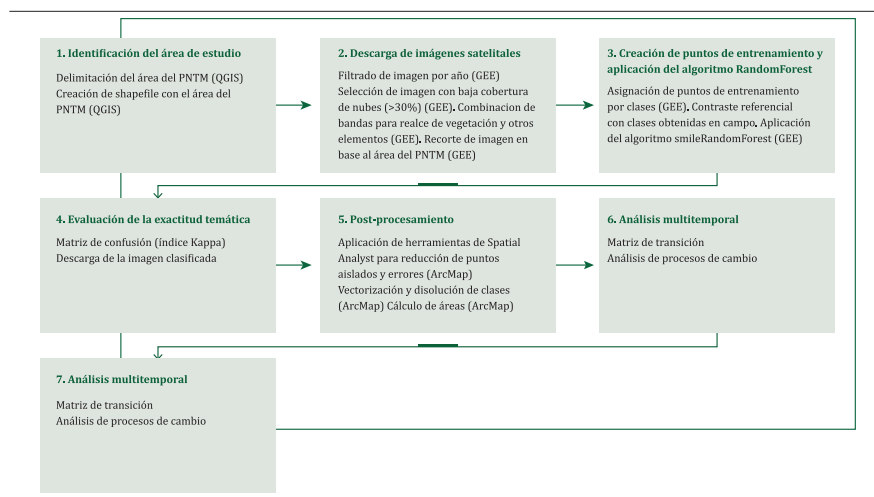 1. Identificación del área de estudio
Delimitación del área del PNTM (QGIS)
Creación de shapefile con el área del
PNTM (QGIS)
2. Descarga de imágenes satelitales
Filtrado de imagen por año (GEE)
Selección de imagen con baja cobertura
de nubes (>30%) (GEE). Combinacion de
bandas para realce de vegetación y otros
elementos (GEE). Recorte de imagen en
base al área del PNTM (GEE)
3. Creación de puntos de entrenamiento y
aplicación del algoritmo RandomForest
Asignación de puntos de entrenamiento
por clases (GEE). Contraste referencial
con clases obtenidas en campo. Aplicación
del algoritmo smileRandomForest (GEE)
4. Evaluación de la exactitud temática
Matriz de confusión (índice Kappa)
Descarga de la imagen clasificada
5. Post-procesamiento
Aplicación de herramientas de Spatial
Analyst para reducción de puntos
aislados y errores (ArcMap)
Vectorización y disolución de clases
(ArcMap) Cálculo de áreas (ArcMap)
6. Análisis multitemporal
Matriz de transición
Análisis de procesos de cambio
7. Análisis multitemporal
Matriz de transición
Análisis de procesos de cambio